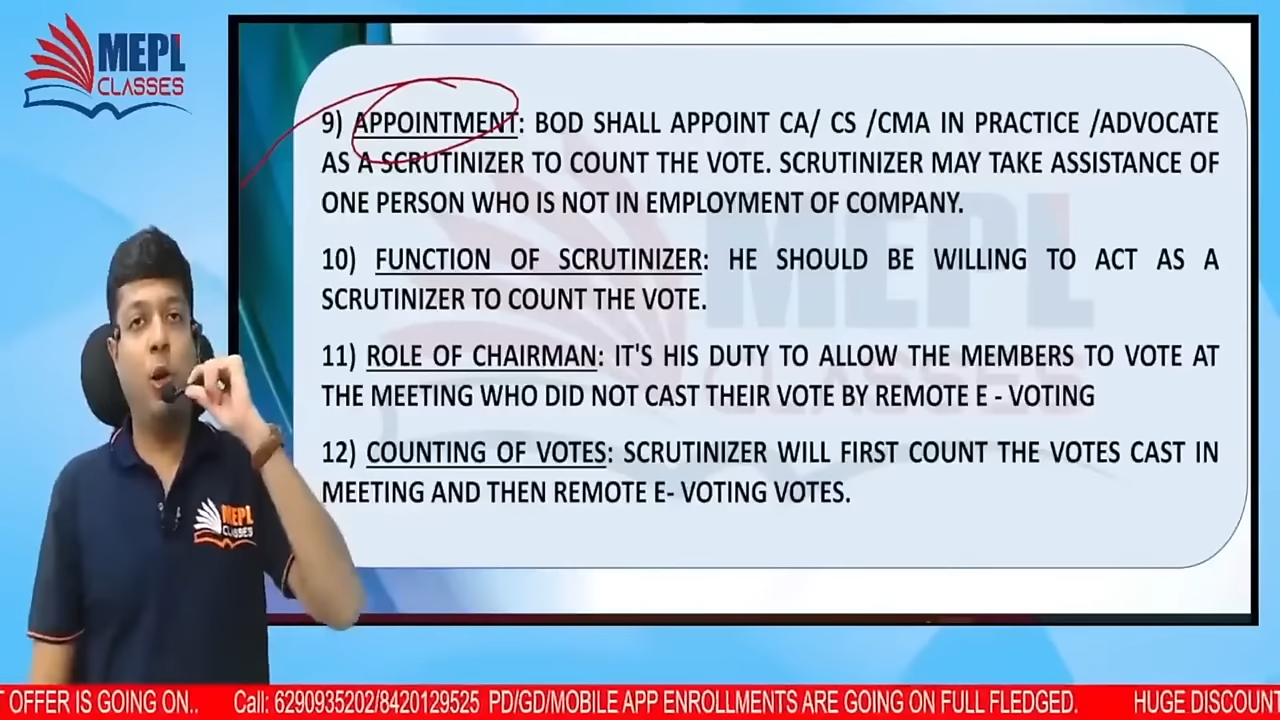 MEPL
CLASSES
9) APPOINTMENT: BOD SHALL APPOINT CA/ CS /CMA IN PRACTICE /ADVOCATE
AS A SCRUTINIZER TO COUNT THE VOTE. SCRUTINIZER MAY TAKE ASSISTANCE OF
ONE PERSON WHO IS NOT IN EMPLOYMENT OF COMPANY.
10) FUNCTION OF SCRUTINIZER: HE SHOULD BE WILLING TO ACT AS A
SCRUTINIZER TO COUNT THE VOTE.
11) ROLE OF CHAIRMAN: IT'S HIS DUTY TO ALLOW THE MEMBERS TO VOTE AT
THE MEETING WHO DID NOT CAST THEIR VOTE BY REMOTE E - VOTING
12) COUNTING OF VOTES: SCRUTINIZER WILL FIRST COUNT THE VOTES CAST IN
MEETING AND THEN REMOTE E- VOTING VOTES.
MEPL
CLASSES
MEPL
CLASSES
T OFFER IS GOING ON.. Call: 6290935202/8420129525 PD/GD/MOBILE APP ENROLLMENTS ARE GOING ON FULL FLEDGED. HUGE DISCOUNT